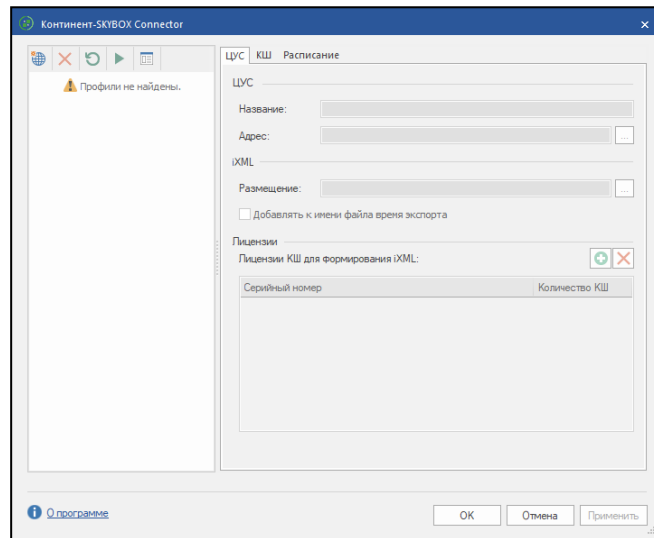 Континент-SKYBOX Connector
Профили не найдены.
ЦУС КШ Расписание
ЦУС
Название:
Адрес:
...
iXML
Размещение:
...
Добавлять к имени файла время экспорта
Лицензии
Лицензии КШ для формирования iXML:
Серийный номер Количество КШ
О программе
OK Отмена Применить